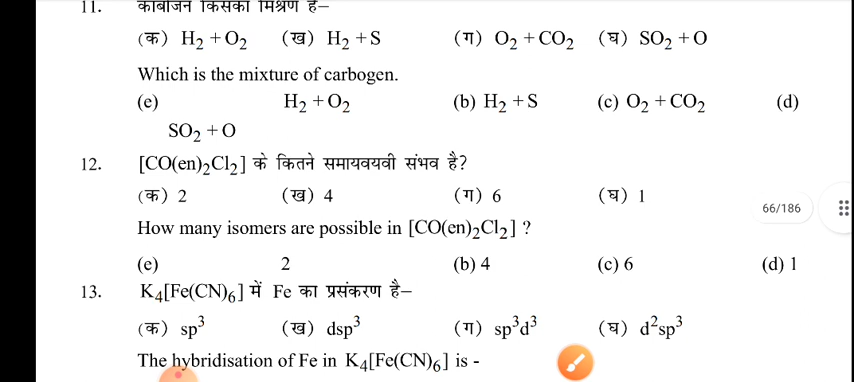 11. कार्बोजन किसका मिश्रण है–
(क) H₂ + O₂ (ख) H₂ + S (ग) O₂ + CO₂ (घ) SO₂ + O
Which is the mixture of carbogen.
(e) H₂ + O₂ (b) H₂ + S (c) O₂ + CO₂ (d)
SO₂ + O
12. [CO(en)₂Cl₂] के कितने समायवयवी संभव है?
(क) 2 (ख) 4 (ग) 6 (घ) 1
66/186
How many isomers are possible in [CO(en)₂Cl₂] ?
(e) 2 (b) 4 (c) 6 (d) 1
13. K₄[Fe(CN)₆] में Fe का प्रसंकरण है–
(क) sp³ (ख) dsp³ (ग) sp³d³ (घ) d²sp³
The hybridisation of Fe in K₄[Fe(CN)₆] is -